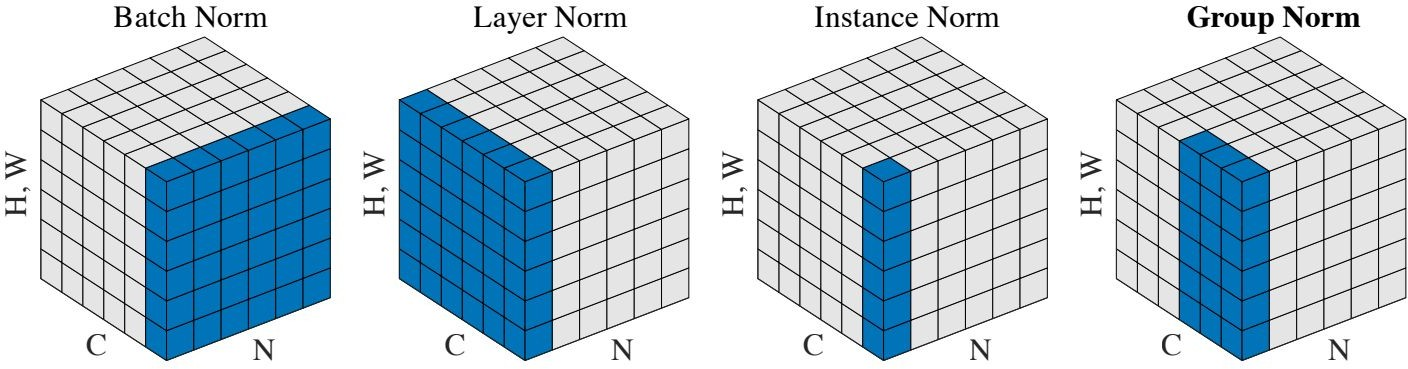 Batch Norm
Layer Norm
Instance Norm
Group Norm
H, W
H, W
H, W
H, W
C
N
C
N
C
N
C
N